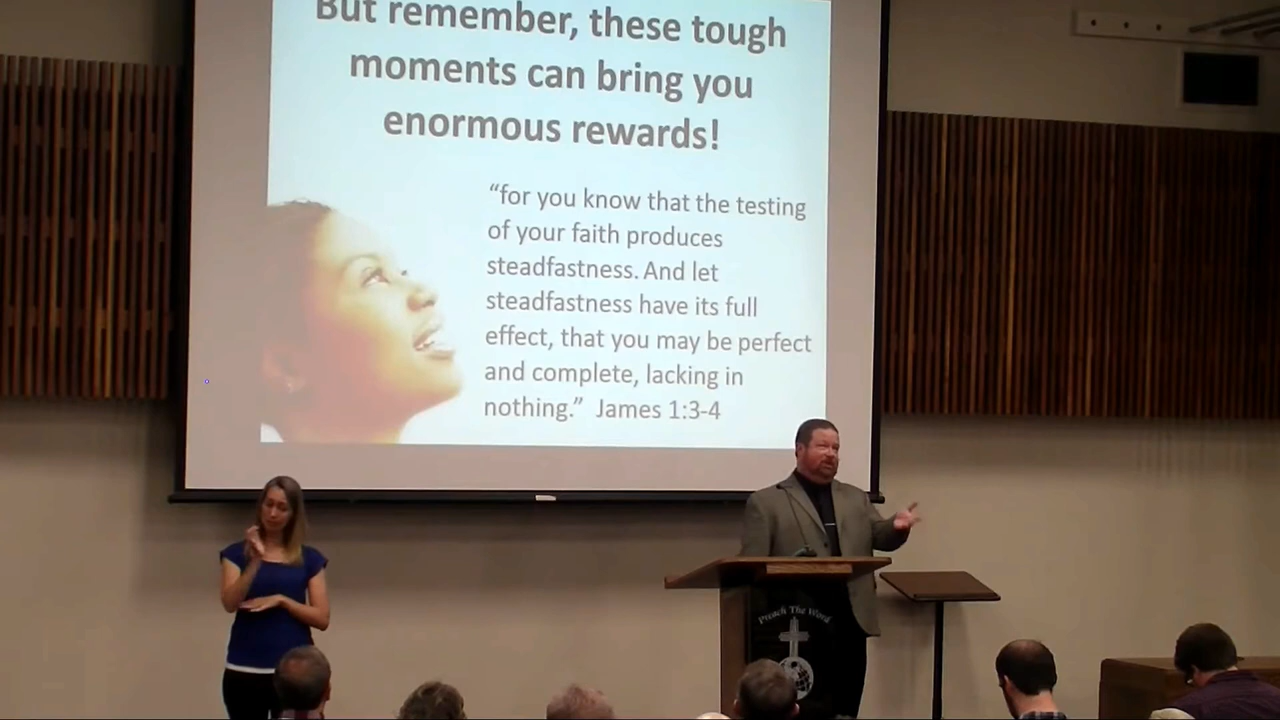 But remember, these tough
moments can bring you
enormous rewards!
“for you know that the testing
of your faith produces
steadfastness. And let
steadfastness have its full
effect, that you may be perfect
and complete, lacking in
nothing.” James 1:3-4
Preach The Word